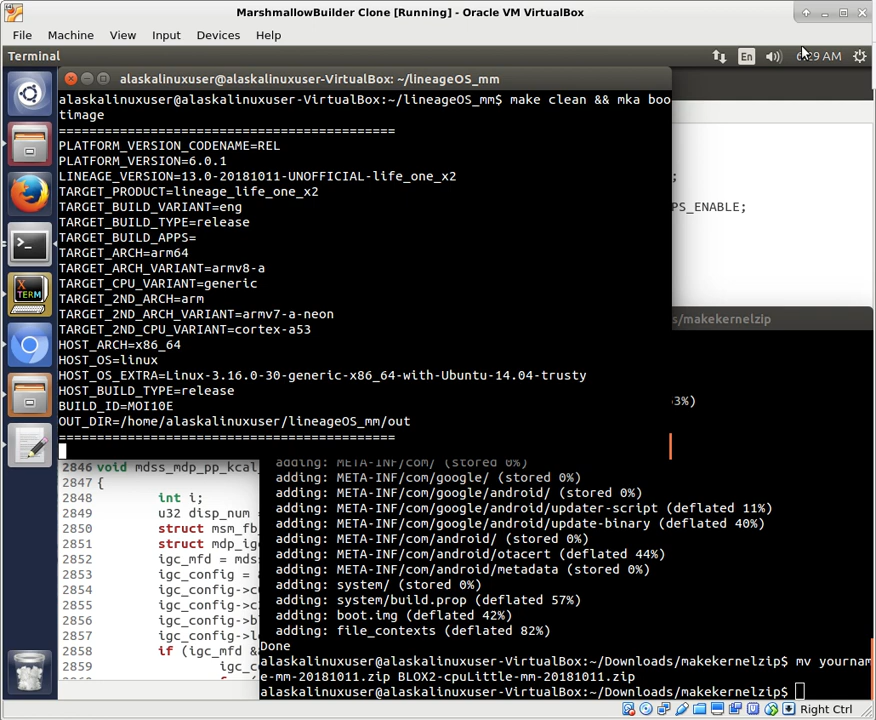 MarshmallowBuilder Clone [Running] - Oracle VM VirtualBox
File Machine View Input Devices Help
Terminal En AM
alaskalinuxuser@alaskalinuxuser-VirtualBox: ~/lineageOS_mm
alaskalinuxuser@alaskalinuxuser-VirtualBox:~/lineageOS_mm$ make clean && mka boo
timage
============================================
PLATFORM_VERSION_CODENAME=REL
PLATFORM_VERSION=6.0.1
LINEAGE_VERSION=13.0-20181011-UNOFFICIAL-life_one_x2
TARGET_PRODUCT=lineage_life_one_x2
TARGET_BUILD_VARIANT=eng
TARGET_BUILD_TYPE=release
TARGET_BUILD_APPS=
TARGET_ARCH=arm64
TARGET_ARCH_VARIANT=armv8-a
TARGET_CPU_VARIANT=generic
TARGET_2ND_ARCH=arm
TARGET_2ND_ARCH_VARIANT=armv7-a-neon
TARGET_2ND_CPU_VARIANT=cortex-a53
HOST_ARCH=x86_64
HOST_OS=linux
HOST_OS_EXTRA=Linux-3.16.0-30-generic-x86_64-with-Ubuntu-14.04-trusty
HOST_BUILD_TYPE=release
BUILD_ID=MOI10E
OUT_DIR=/home/alaskalinuxuser/lineageOS_mm/out
============================================
;
PS_ENABLE;
s/makekernelzip
3%)
X TERM
2846 void mdss_mdp_pp_kcal_
2847 {
2848 int i;
2849 u32 disp_num =
2850 struct msm_fb_
2851 struct mdp_ig
2852 igc_mfd = mds
2853 igc_config =
2854 igc_config->c
2855 igc_config->
2856 igc_config->b
2857 igc_config->l
2858 if (igc_mfd &
2859 igc_c
adding: META-INF/com/ (stored 0%)
adding: META-INF/com/google/ (stored 0%)
adding: META-INF/com/google/android/ (stored 0%)
adding: META-INF/com/google/android/updater-script (deflated 11%)
adding: META-INF/com/google/android/update-binary (deflated 40%)
adding: META-INF/com/android/ (stored 0%)
adding: META-INF/com/android/otacert (deflated 44%)
adding: META-INF/com/android/metadata (stored 0%)
adding: system/ (stored 0%)
adding: system/build.prop (deflated 57%)
adding: boot.img (deflated 42%)
adding: file_contexts (deflated 82%)
Done
alaskalinuxuser@alaskalinuxuser-VirtualBox:~/Downloads/makekernelzip$ mv yournam
e-mm-20181011.zip BLOX2-cpuLittle-mm-20181011.zip
alaskalinuxuser@alaskalinuxuser-VirtualBox:~/Downloads/makekernelzip$
Right Ctrl